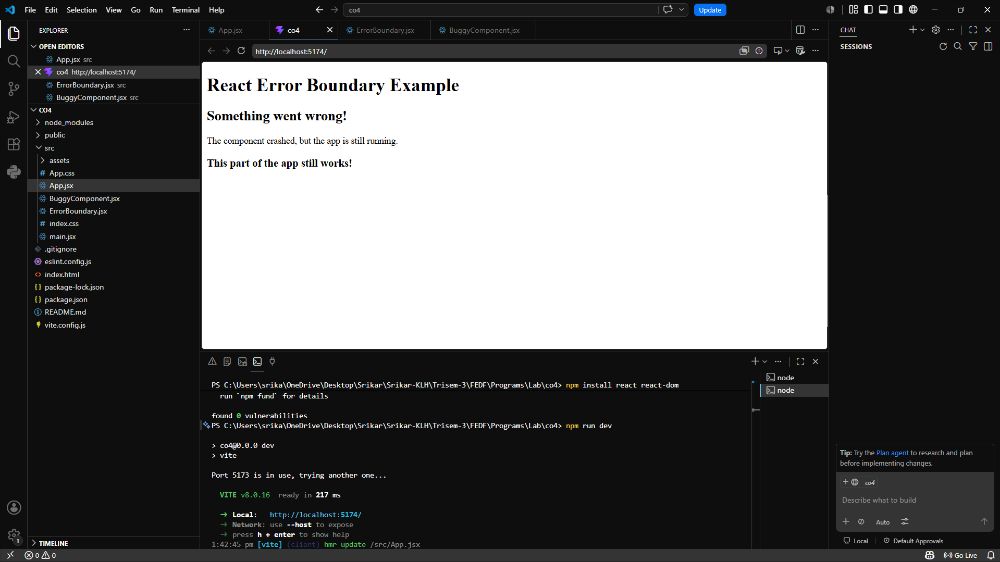 File Edit Selection View Go Run Terminal Help
co4
Update
EXPLORER
OPEN EDITORS
App.jsx src
co4 http://localhost:5174/
ErrorBoundary.jsx src
BuggyComponent.jsx src
CO4
node_modules
public
src
assets
App.css
App.jsx
BuggyComponent.jsx
ErrorBoundary.jsx
index.css
main.jsx
.gitignore
eslint.config.js
index.html
package-lock.json
package.json
README.md
vite.config.js
TIMELINE
App.jsx
co4
ErrorBoundary.jsx
BuggyComponent.jsx
http://localhost:5174/
React Error Boundary Example
Something went wrong!
The component crashed, but the app is still running.
This part of the app still works!
PS C:\Users\srika\OneDrive\Desktop\Srikar\Srikar-KLH\Trisem-3\FEDF\Programs\Lab\co4> npm install react react-dom
run `npm fund` for details
found 0 vulnerabilities
PS C:\Users\srika\OneDrive\Desktop\Srikar\Srikar-KLH\Trisem-3\FEDF\Programs\Lab\co4> npm run dev
> co4@0.0.0 dev
> vite
Port 5173 is in use, trying another one...
VITE v8.0.16 ready in 217 ms
➜ Local: http://localhost:5174/
➜ Network: use --host to expose
➜ press h + enter to show help
1:42:45 pm [vite] (client) hmr update /src/App.jsx
node
node
CHAT
SESSIONS
Tip: Try the Plan agent to research and plan
before implementing changes.
co4
Describe what to build
Auto
Local
Default Approvals
1
0 0
Go Live